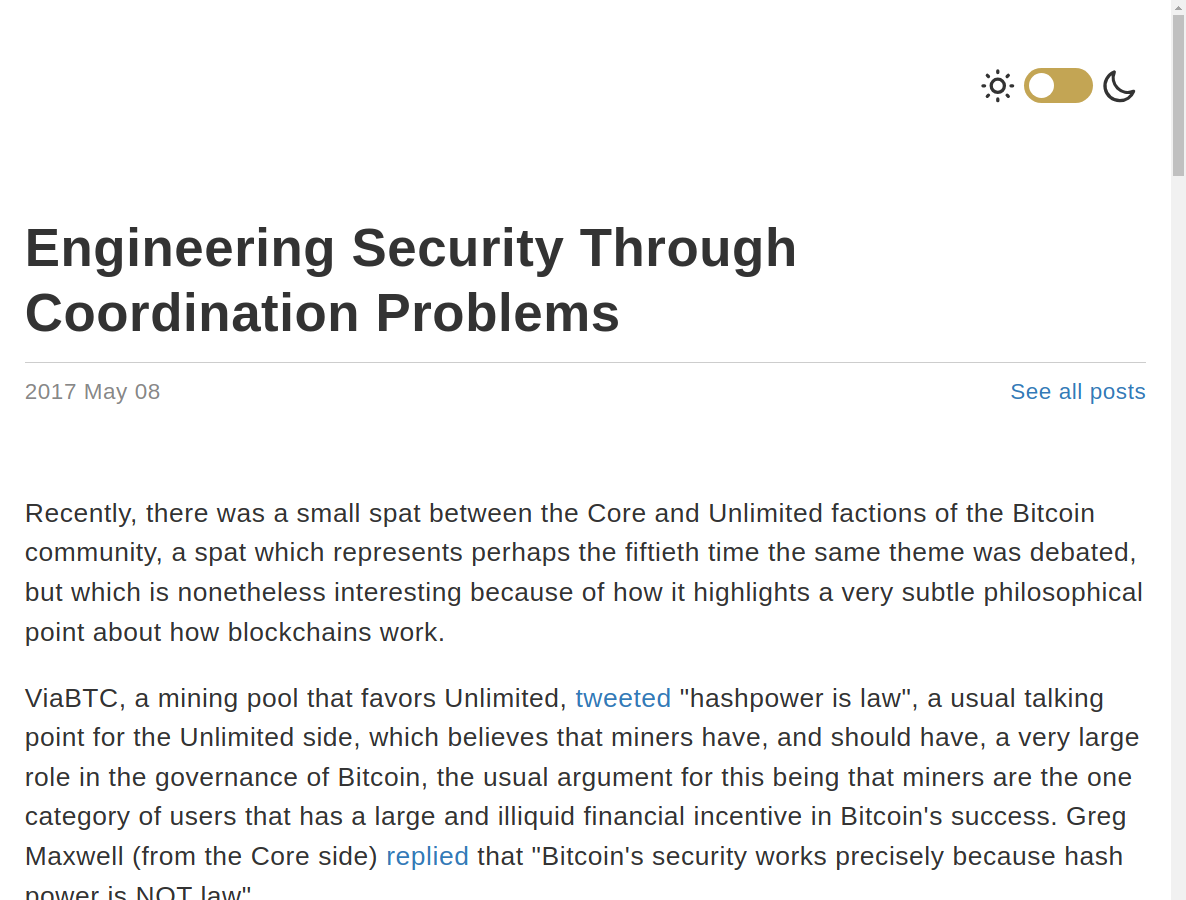 Engineering Security Through
Coordination Problems
2017 May 08
See all posts
Recently, there was a small spat between the Core and Unlimited factions of the Bitcoin
community, a spat which represents perhaps the fiftieth time the same theme was debated,
but which is nonetheless interesting because of how it highlights a very subtle philosophical
point about how blockchains work.
ViaBTC, a mining pool that favors Unlimited, tweeted "hashpower is law", a usual talking
point for the Unlimited side, which believes that miners have, and should have, a very large
role in the governance of Bitcoin, the usual argument for this being that miners are the one
category of users that has a large and illiquid financial incentive in Bitcoin's success. Greg
Maxwell (from the Core side) replied that "Bitcoin's security works precisely because hash
power is NOT law".